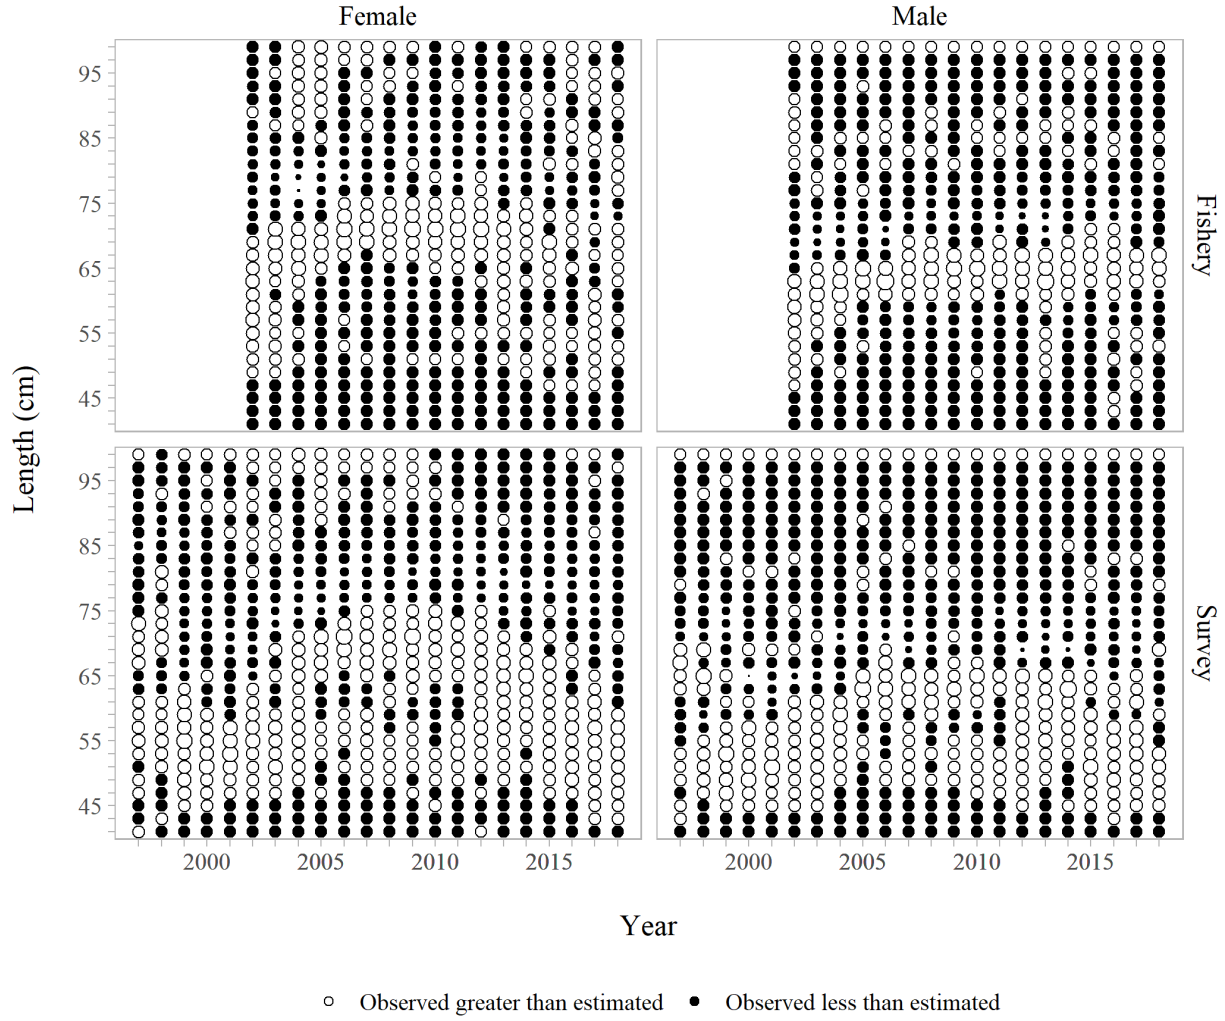 Female Male
95
85
75
65
55
45
Fishery
Length (cm)
95
85
75
65
55
45
Survey
2000 2005 2010 2015 2000 2005 2010 2015
Year
Observed greater than estimated Observed less than estimated